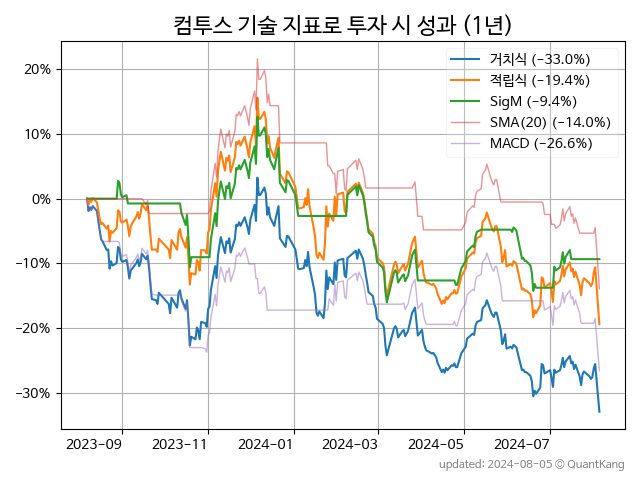 컴투스 기술 지표로 투자 시 성과 (1년)
거치식 (−33.0%)
적립식 (−19.4%)
SigM (−9.4%)
SMA(20) (−14.0%)
MACD (−26.6%)
20%
10%
0%
−10%
−20%
−30%
2023-09 2023-11 2024-01 2024-03 2024-05 2024-07
updated: 2024-08-05 © QuantKang